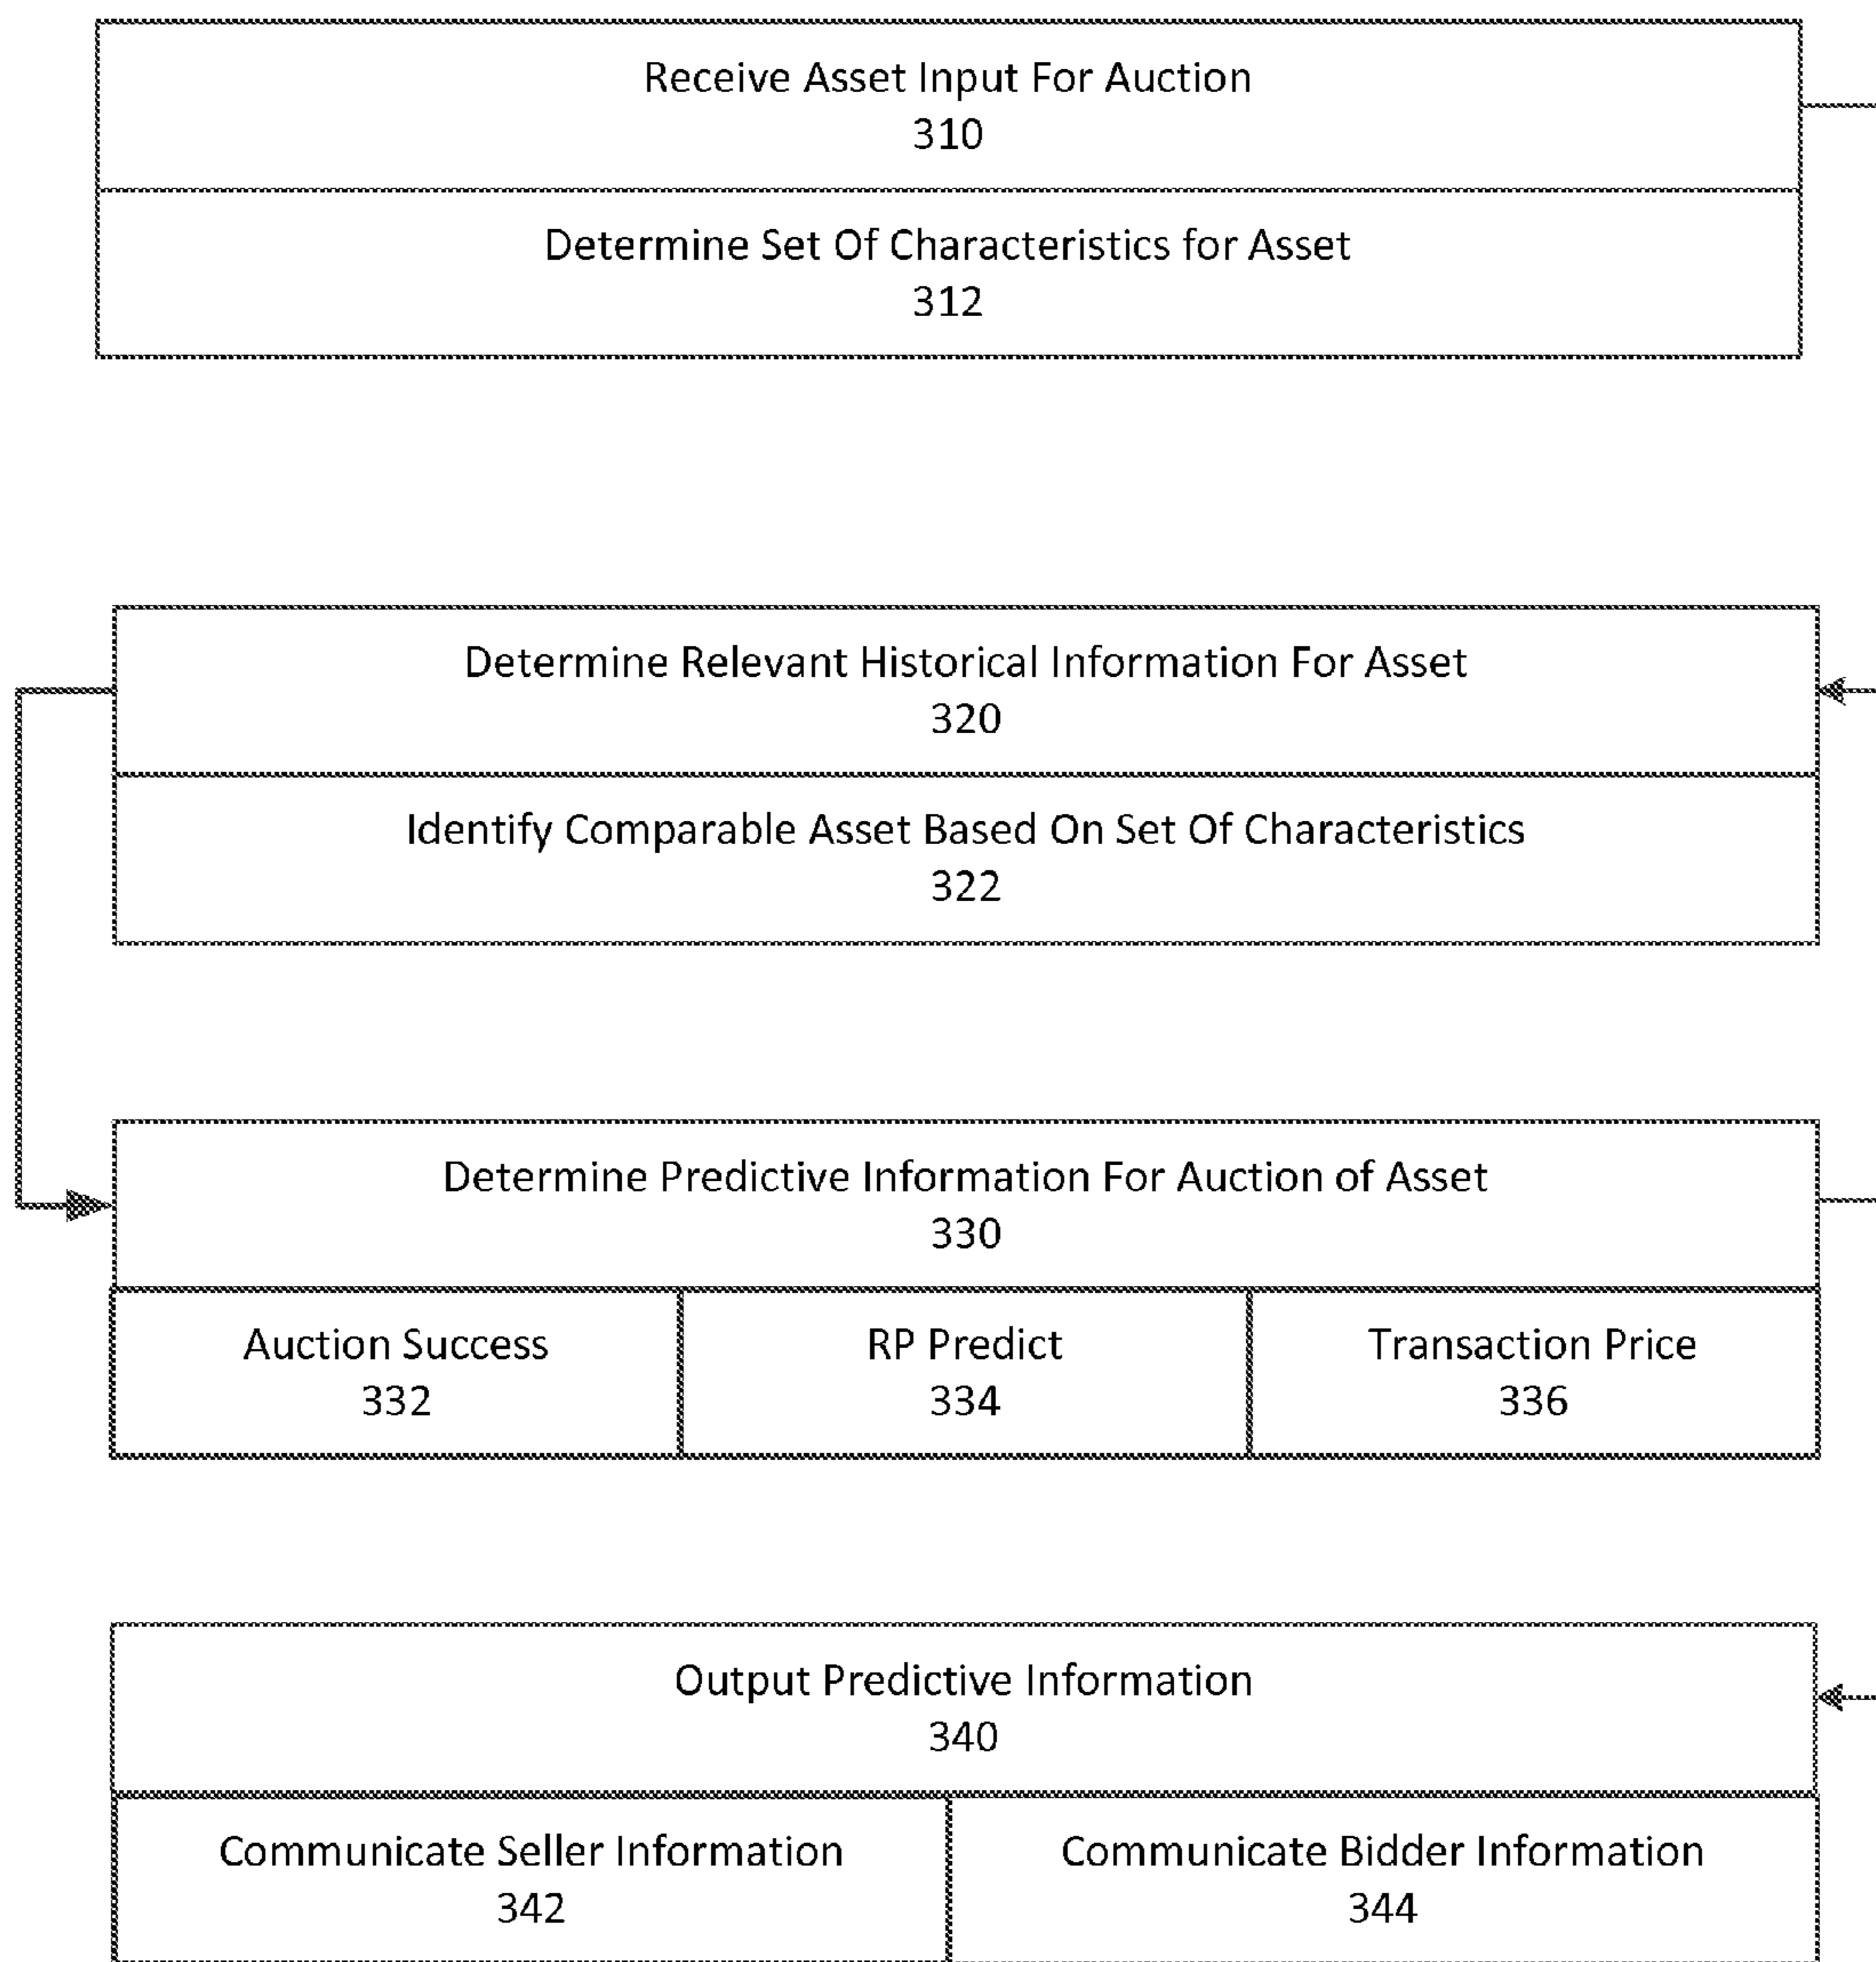 Receive Asset Input For Auction
310
Determine Set Of Characteristics for Asset
312
Determine Relevant Historical Information For Asset
320
Identify Comparable Asset Based On Set Of Characteristics
322
Determine Predictive Information For Auction of Asset
330
Auction Success
332
RP Predict
334
Transaction Price
336
Output Predictive Information
340
Communicate Seller Information
342
Communicate Bidder Information
344